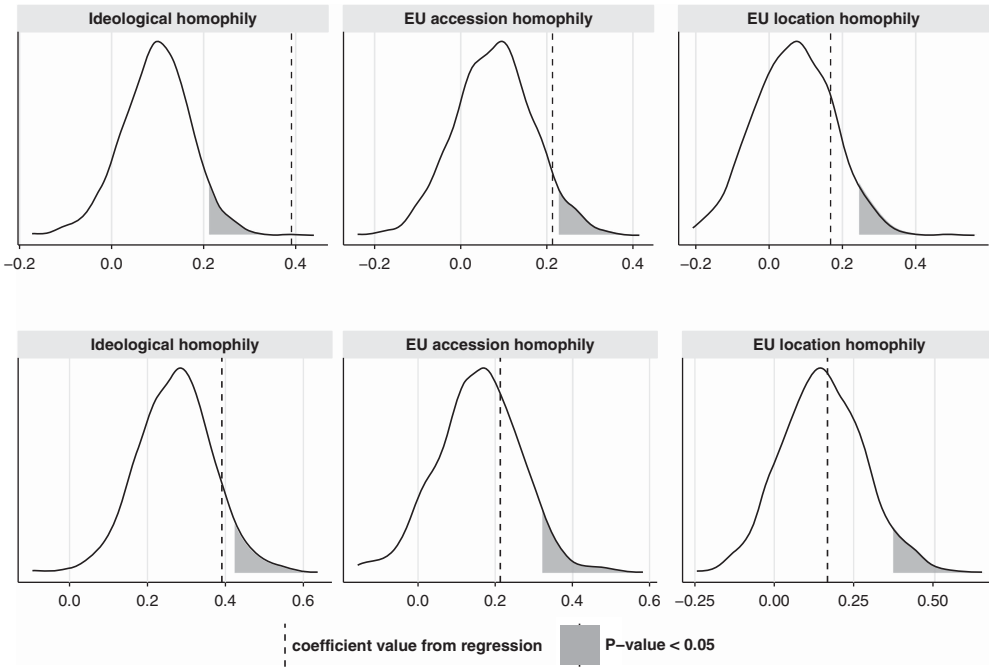 Ideological homophily EU accession homophily EU location homophily
−0.2 0.0 0.2 0.4 −0.2 0.0 0.2 0.4 −0.2 0.0 0.2 0.4
Ideological homophily EU accession homophily EU location homophily
0.0 0.2 0.4 0.6 0.0 0.2 0.4 0.6 −0.25 0.00 0.25 0.50
coefficient value from regression P−value < 0.05